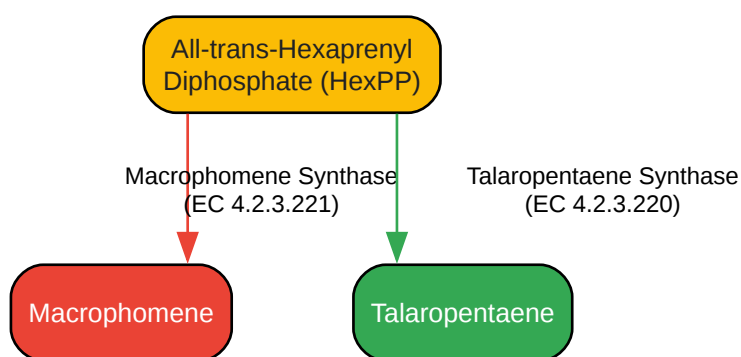 All-trans-Hexaprenyl
Diphosphate (HexPP)
Macrophomene Synthase
(EC 4.2.3.221)
Talaropentaene Synthase
(EC 4.2.3.220)
Macrophomene
Talaropentaene